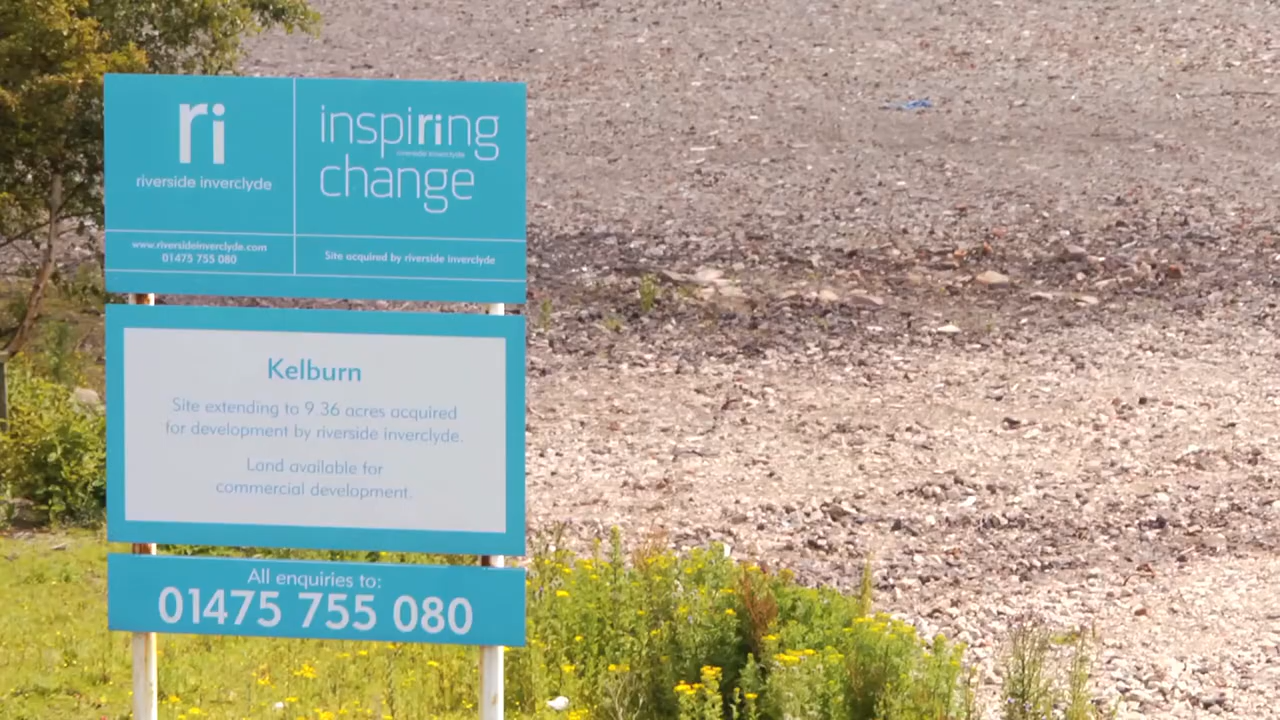 ri
riverside inverclyde
inspiring
riverside inverclyde
change
www.riversideinverclyde.com
01475 755 080
Site acquired by riverside inverclyde
Kelburn
Site extending to 9.36 acres acquired
for development by riverside inverclyde.
Land available for
commercial development.
All enquiries to:
01475 755 080